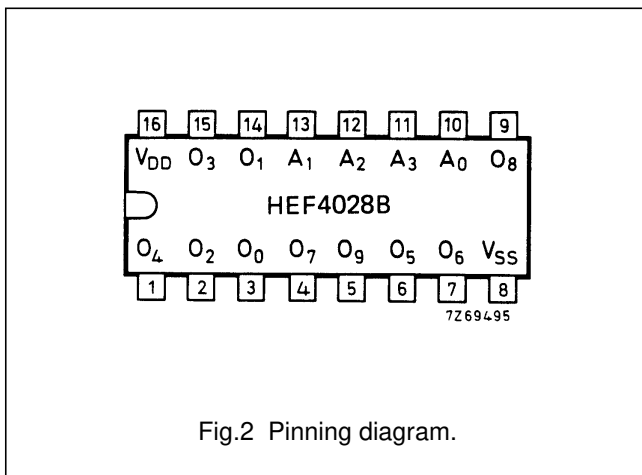 16 15 14 13 12 11 10 9
VDD O3 O1 A1 A2 A3 A0 O8
HEF4028B
O4 O2 O0 O7 O9 O5 O6 VSS
1 2 3 4 5 6 7 8
7Z69495
Fig.2 Pinning diagram.